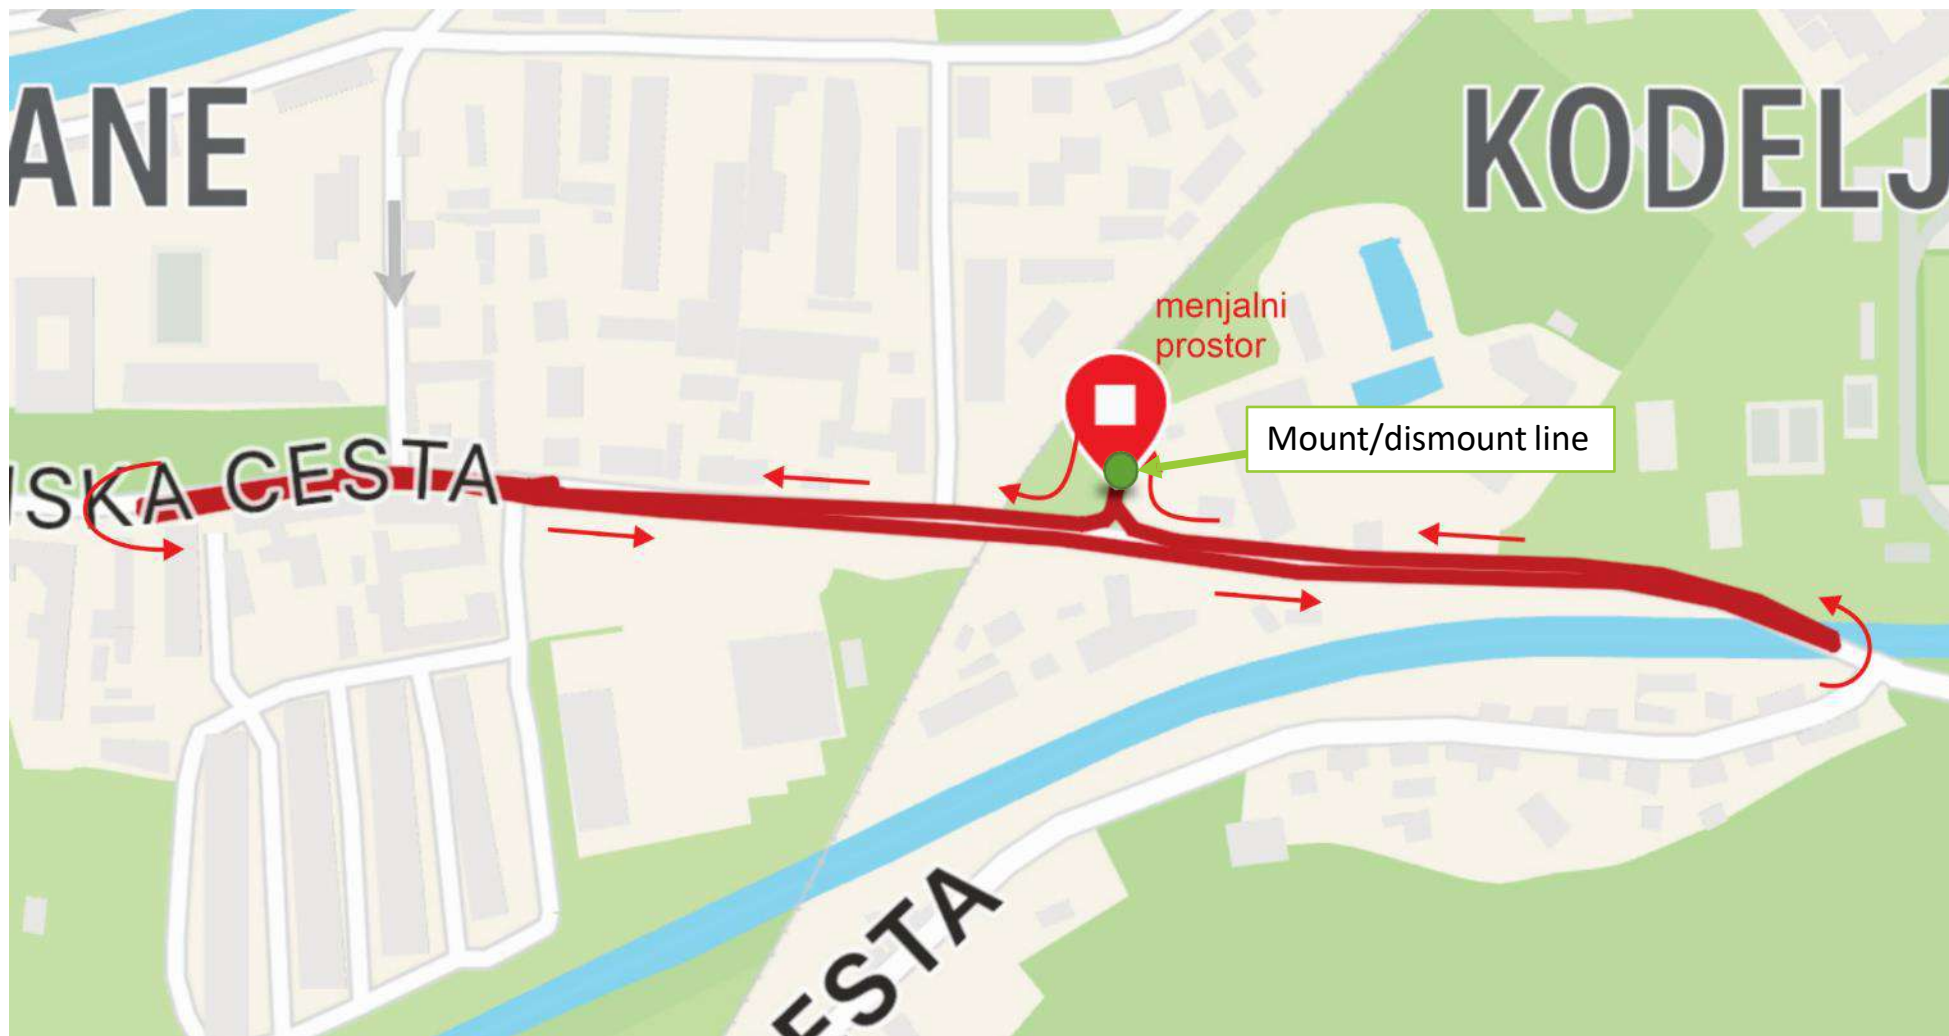 ANE
KODELJ
menjalni
prostor
Mount/dismount line
SKA CESTA
ESTA